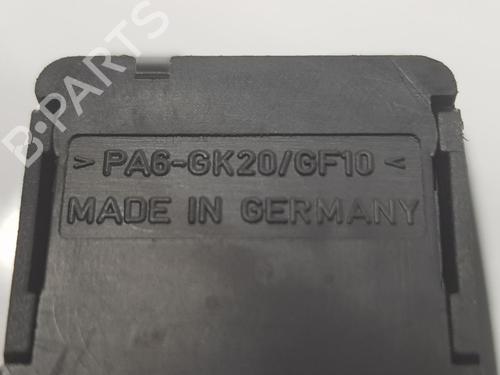 B-PARTS
> PA6-GK20/GF10 <
MADE IN GERMANY